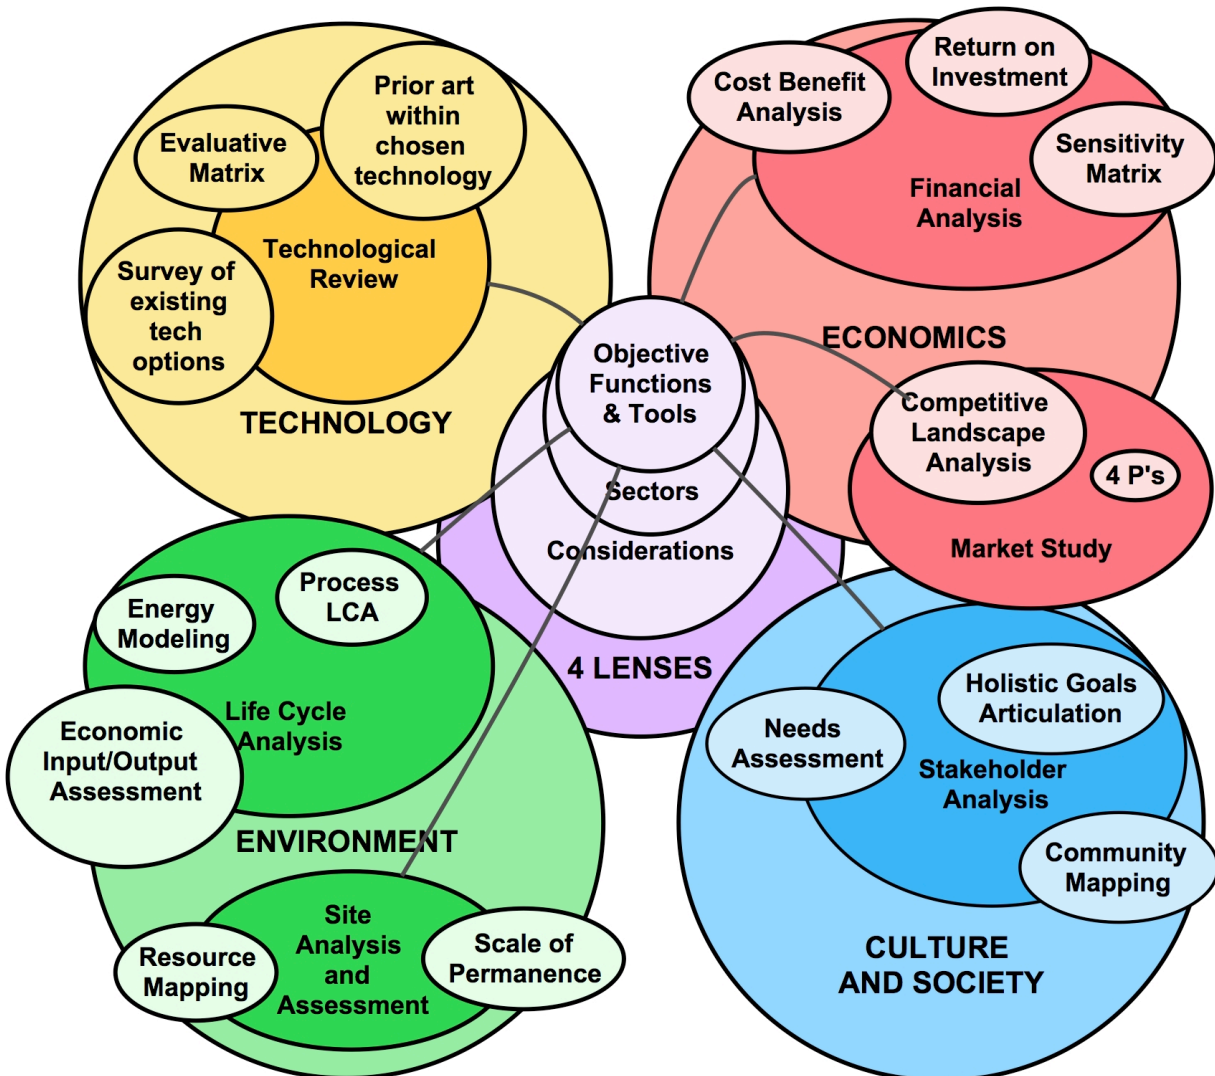 Prior art
within
chosen
technology
Evaluative
Matrix
Technological
Review
Survey of
existing
tech
options
TECHNOLOGY
Cost Benefit
Analysis
Return on
Investment
Sensitivity
Matrix
Financial
Analysis
ECONOMICS
Competitive
Landscape
Analysis
4 P's
Market Study
Objective
Functions
& Tools
Sectors
Considerations
4 LENSES
Process
LCA
Energy
Modeling
Life Cycle
Analysis
Economic
Input/Output
Assessment
ENVIRONMENT
Site
Analysis
and
Assessment
Resource
Mapping
Scale of
Permanence
Holistic Goals
Articulation
Needs
Assessment
Stakeholder
Analysis
Community
Mapping
CULTURE
AND SOCIETY